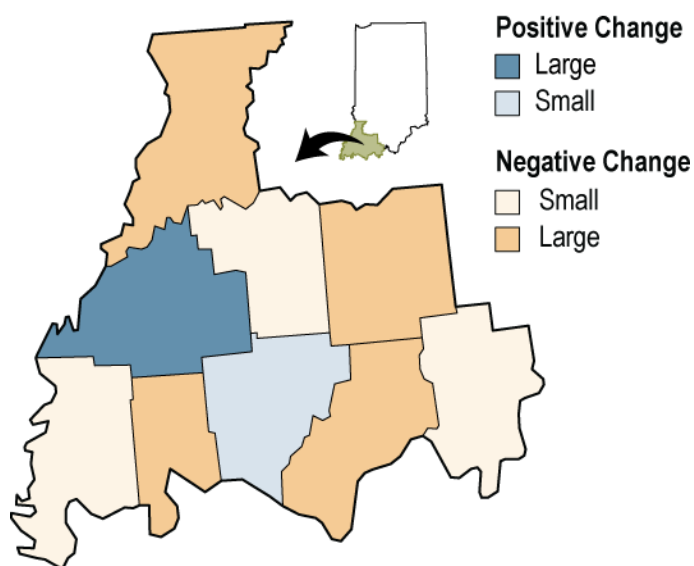 Positive Change
Large
Small
Negative Change
Small
Large